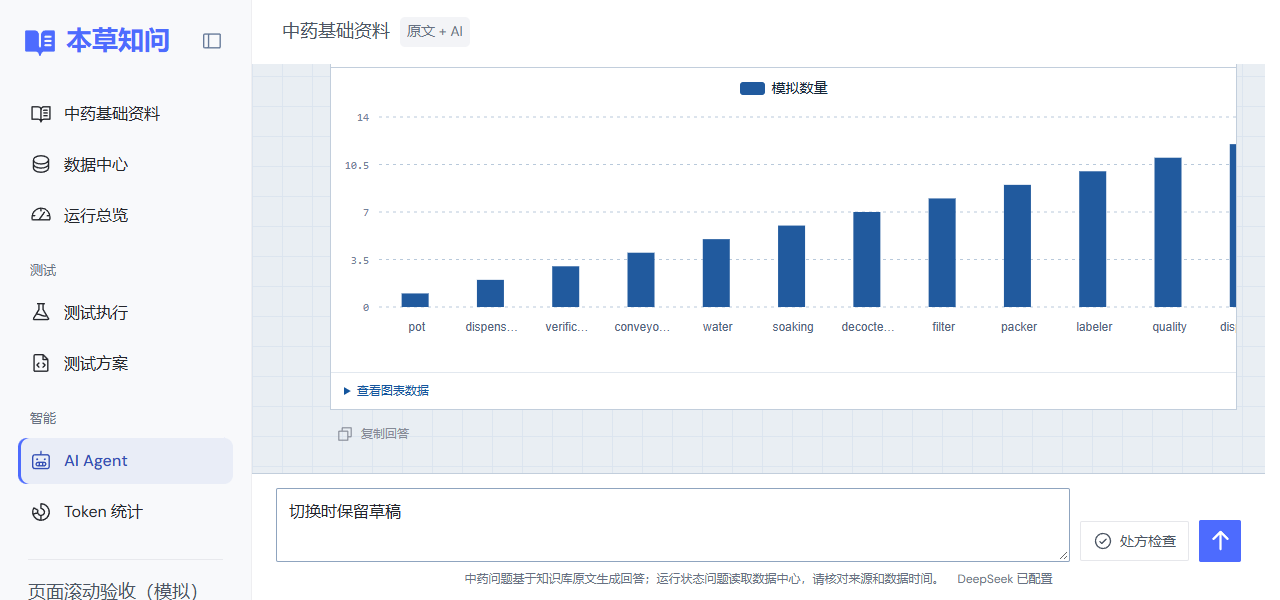 本草知问
中药基础资料
数据中心
运行总览
测试
测试执行
测试方案
智能
AI Agent
Token 统计
页面滚动验收（模拟）
中药基础资料 原文 + AI
模拟数量
14
10.5
7
3.5
0
pot dispens... verific... conveyo... water soaking decocte... filter packer labeler quality dis
查看图表数据
复制回答
切换时保留草稿
处方检查
中药问题基于知识库原文生成回答；运行状态问题读取数据中心，请核对来源和数据时间。 DeepSeek 已配置